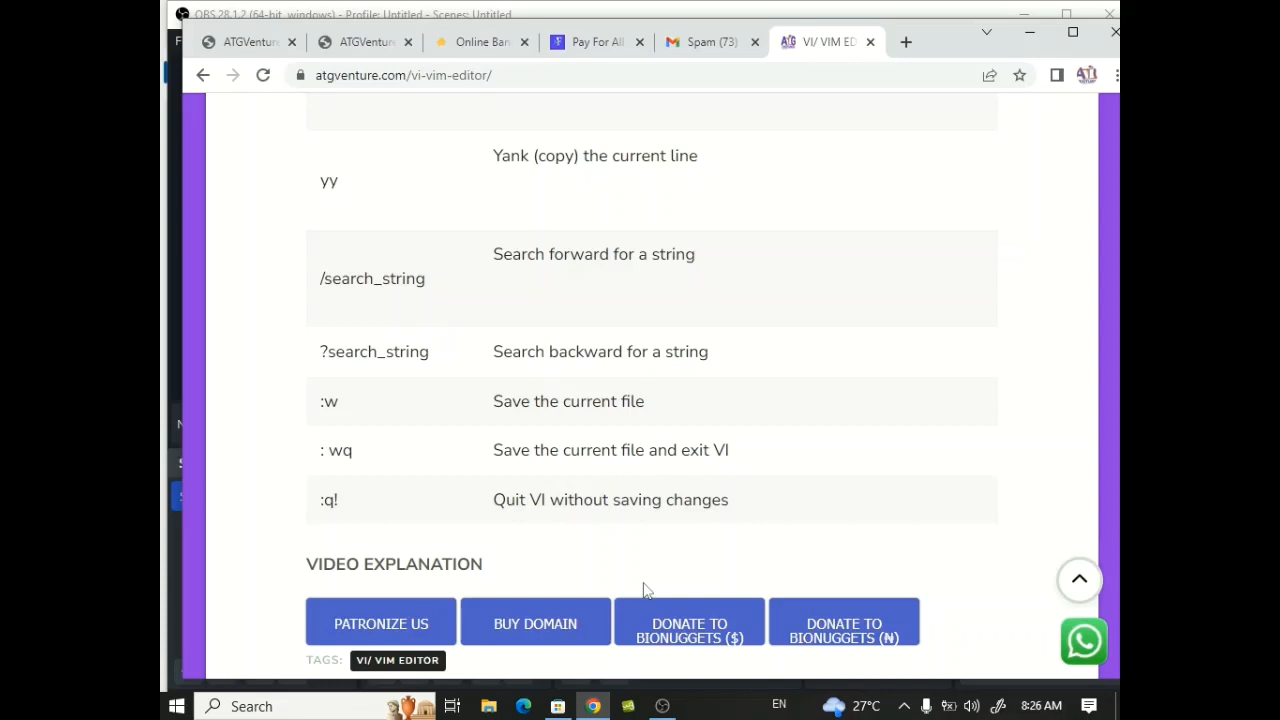 OBS 28.1.2 (64-bit, windows) - Profile: Untitled - Scenes: Untitled
ATGVentur
ATGVentur
Online Ban
Pay For All
Spam (73)
VI/ VIM ED
atgventure.com/vi-vim-editor/
yy
Yank (copy) the current line
/search_string
Search forward for a string
?search_string
Search backward for a string
:w
Save the current file
: wq
Save the current file and exit VI
:q!
Quit VI without saving changes
VIDEO EXPLANATION
PATRONIZE US
BUY DOMAIN
DONATE TO
BIONUGGETS ($)
DONATE TO
BIONUGGETS (₦)
TAGS: VI/ VIM EDITOR
Search
27°C
EN
8:26 AM